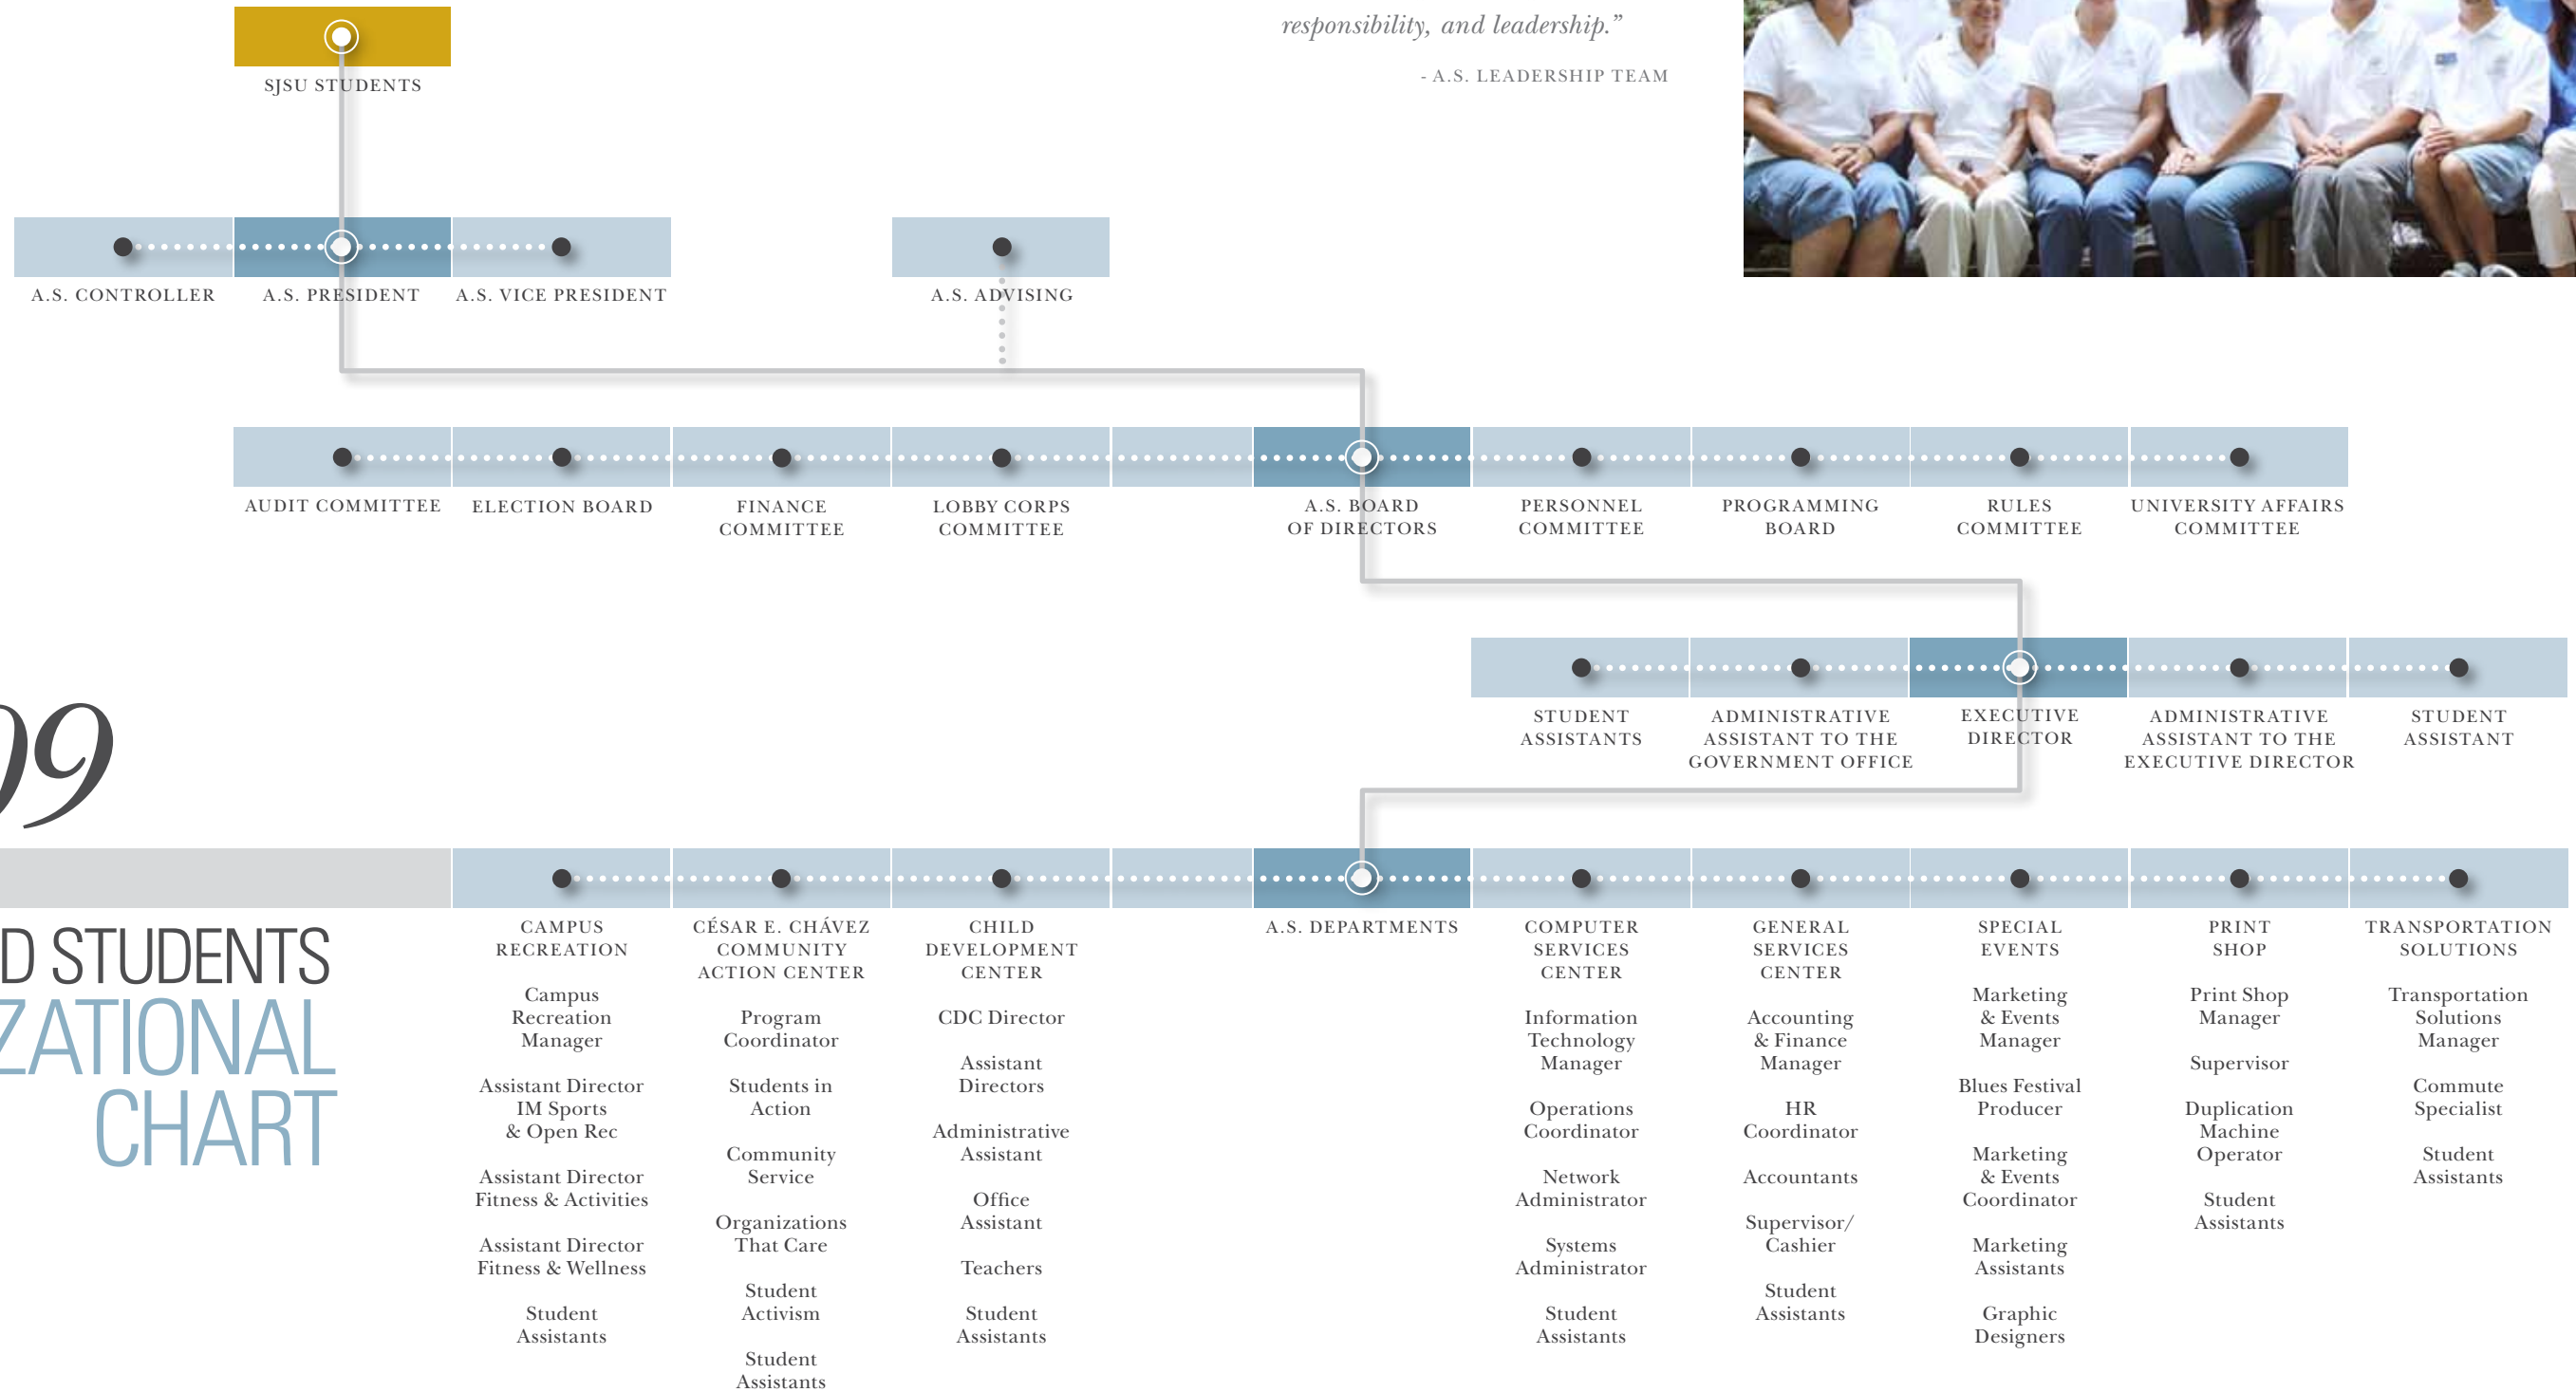 responsibility, and leadership.”
- A.S. LEADERSHIP TEAM
SJSU STUDENTS
A.S. CONTROLLER
A.S. PRESIDENT
A.S. VICE PRESIDENT
A.S. ADVISING
AUDIT COMMITTEE
ELECTION BOARD
FINANCE
COMMITTEE
LOBBY CORPS
COMMITTEE
A.S. BOARD
OF DIRECTORS
PERSONNEL
COMMITTEE
PROGRAMMING
BOARD
RULES
COMMITTEE
UNIVERSITY AFFAIRS
COMMITTEE
STUDENT
ASSISTANTS
ADMINISTRATIVE
ASSISTANT TO THE
GOVERNMENT OFFICE
EXECUTIVE
DIRECTOR
ADMINISTRATIVE
ASSISTANT TO THE
EXECUTIVE DIRECTOR
STUDENT
ASSISTANT
09
D STUDENTS
ZATIONAL
CHART
CAMPUS
RECREATION
Campus
Recreation
Manager
Assistant Director
IM Sports
& Open Rec
Assistant Director
Fitness & Activities
Assistant Director
Fitness & Wellness
Student
Assistants
CÉSAR E. CHÁVEZ
COMMUNITY
ACTION CENTER
Program
Coordinator
Students in
Action
Community
Service
Organizations
That Care
Student
Activism
Student
Assistants
CHILD
DEVELOPMENT
CENTER
CDC Director
Assistant
Directors
Administrative
Assistant
Office
Assistant
Teachers
Student
Assistants
A.S. DEPARTMENTS
COMPUTER
SERVICES
CENTER
Information
Technology
Manager
Operations
Coordinator
Network
Administrator
Systems
Administrator
Student
Assistants
GENERAL
SERVICES
CENTER
Accounting
& Finance
Manager
HR
Coordinator
Accountants
Supervisor/
Cashier
Student
Assistants
SPECIAL
EVENTS
Marketing
& Events
Manager
Blues Festival
Producer
Marketing
& Events
Coordinator
Marketing
Assistants
Graphic
Designers
PRINT
SHOP
Print Shop
Manager
Supervisor
Duplication
Machine
Operator
Student
Assistants
TRANSPORTATION
SOLUTIONS
Transportation
Solutions
Manager
Commute
Specialist
Student
Assistants